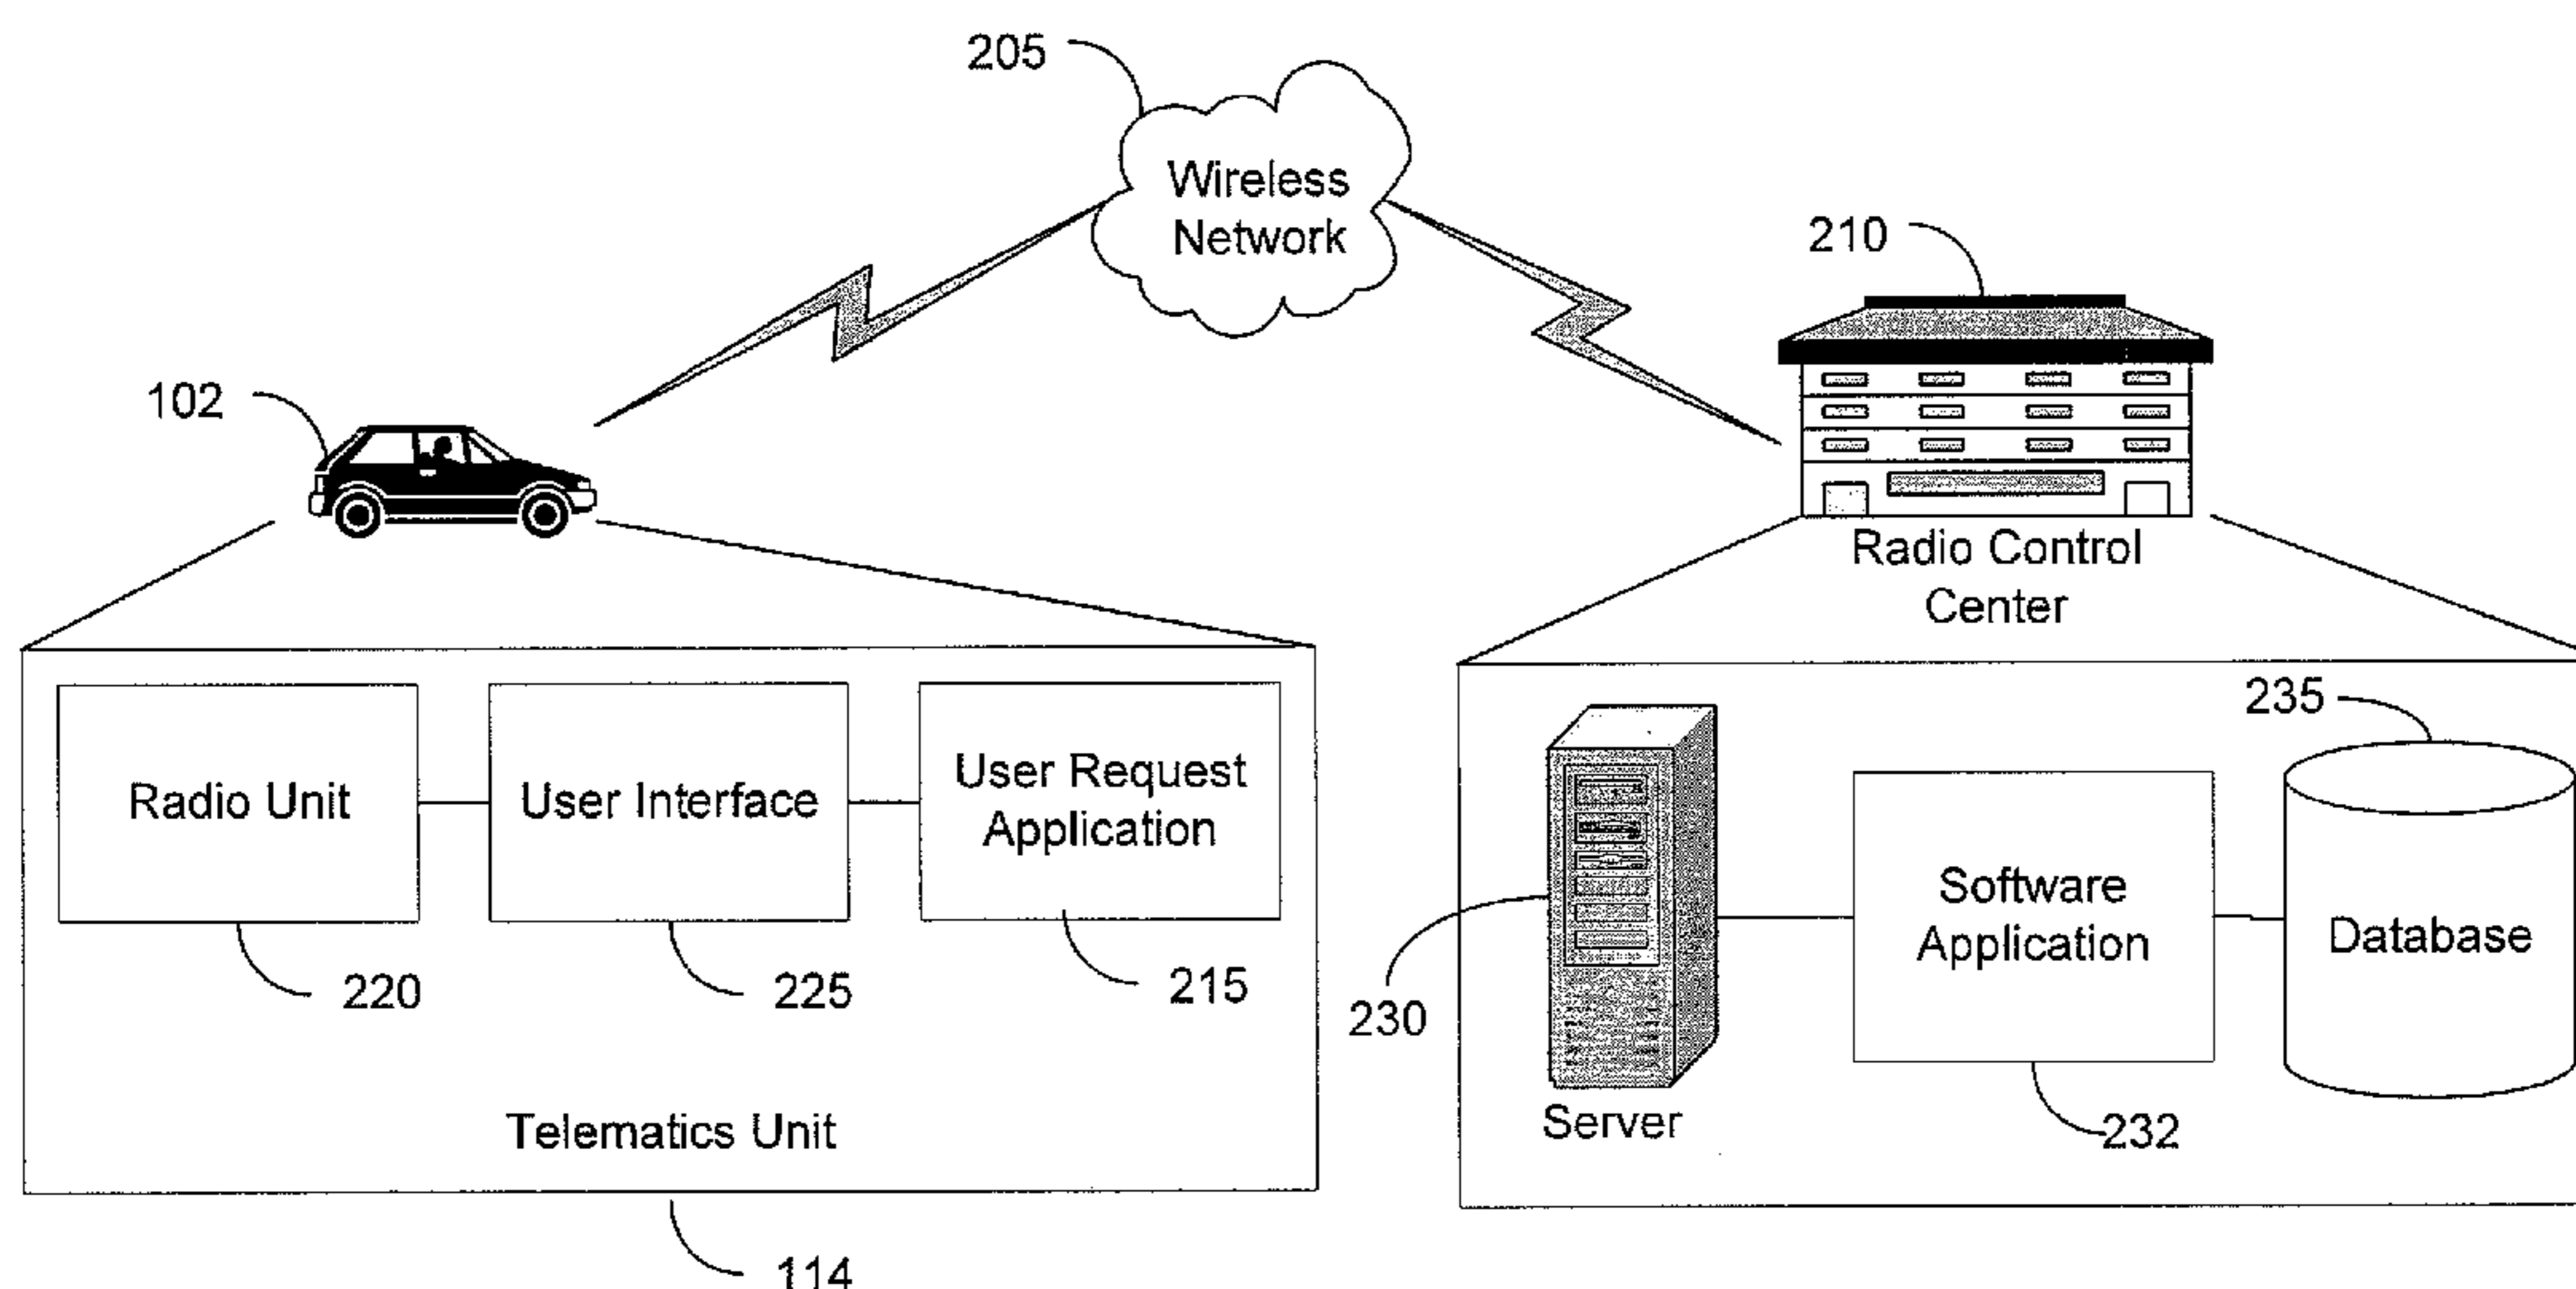 205
Wireless
Network
210
102
Radio Control
Center
235
Radio Unit
User Interface
User Request
Application
Software
Application
Database
220
225
215
230
Server
232
Telematics Unit
114